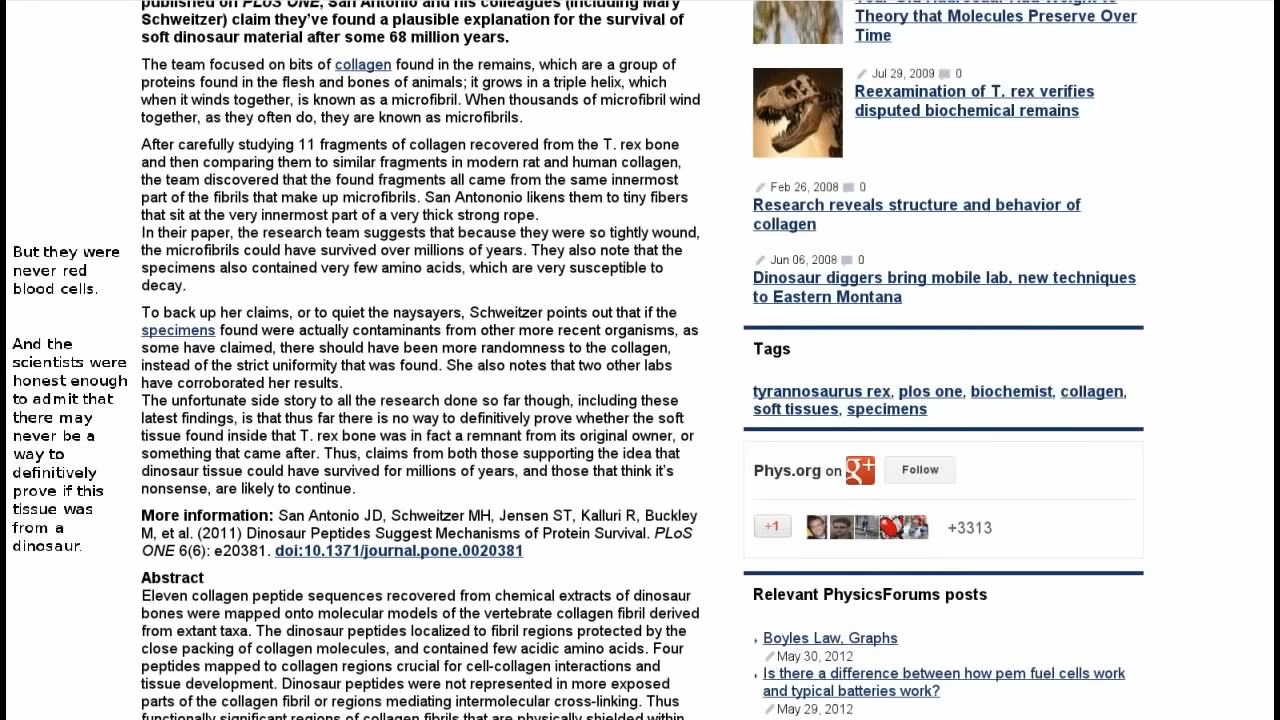 published on PLoS ONE, San Antonio and his colleagues (including Mary
Schweitzer) claim they've found a plausible explanation for the survival of
soft dinosaur material after some 68 million years.
The team focused on bits of collagen found in the remains, which are a group of
proteins found in the flesh and bones of animals; it grows in a triple helix, which
when it winds together, is known as a microfibril. When thousands of microfibril wind
together, as they often do, they are known as microfibrils.
After carefully studying 11 fragments of collagen recovered from the T. rex bone
and then comparing them to similar fragments in modern rat and human collagen,
the team discovered that the found fragments all came from the same innermost
part of the fibrils that make up microfibrils. San Antononio likens them to tiny fibers
that sit at the very innermost part of a very thick strong rope.
In their paper, the research team suggests that because they were so tightly wound,
the microfibrils could have survived over millions of years. They also note that the
specimens also contained very few amino acids, which are very susceptible to
decay.
To back up her claims, or to quiet the naysayers, Schweitzer points out that if the
specimens found were actually contaminants from other more recent organisms, as
some have claimed, there should have been more randomness to the collagen,
instead of the strict uniformity that was found. She also notes that two other labs
have corroborated her results.
The unfortunate side story to all the research done so far though, including these
latest findings, is that thus far there is no way to definitively prove whether the soft
tissue found inside that T. rex bone was in fact a remnant from its original owner, or
something that came after. Thus, claims from both those supporting the idea that
dinosaur tissue could have survived for millions of years, and those that think it's
nonsense, are likely to continue.
More information: San Antonio JD, Schweitzer MH, Jensen ST, Kalluri R, Buckley
M, et al. (2011) Dinosaur Peptides Suggest Mechanisms of Protein Survival. PLoS
ONE 6(6): e20381. doi:10.1371/journal.pone.0020381
Abstract
Eleven collagen peptide sequences recovered from chemical extracts of dinosaur
bones were mapped onto molecular models of the vertebrate collagen fibril derived
from extant taxa. The dinosaur peptides localized to fibril regions protected by the
close packing of collagen molecules, and contained few acidic amino acids. Four
peptides mapped to collagen regions crucial for cell-collagen interactions and
tissue development. Dinosaur peptides were not represented in more exposed
parts of the collagen fibril or regions mediating intermolecular cross-linking. Thus
functionally significant regions of collagen fibrils that are physically shielded within
But they were
never red
blood cells.
And the
scientists were
honest enough
to admit that
there may
never be a
way to
definitively
prove if this
tissue was
from a
dinosaur.
Theory that Molecules Preserve Over
Time
Jul 29, 2009 0
Reexamination of T. rex verifies
disputed biochemical remains
Feb 26, 2008 0
Research reveals structure and behavior of
collagen
Jun 06, 2008 0
Dinosaur diggers bring mobile lab, new techniques
to Eastern Montana
Tags
tyrannosaurus rex, plos one, biochemist, collagen,
soft tissues, specimens
Phys.org on g+ Follow
+1 +3313
Relevant PhysicsForums posts
Boyles Law, Graphs
May 30, 2012
Is there a difference between how pem fuel cells work
and typical batteries work?
May 29, 2012